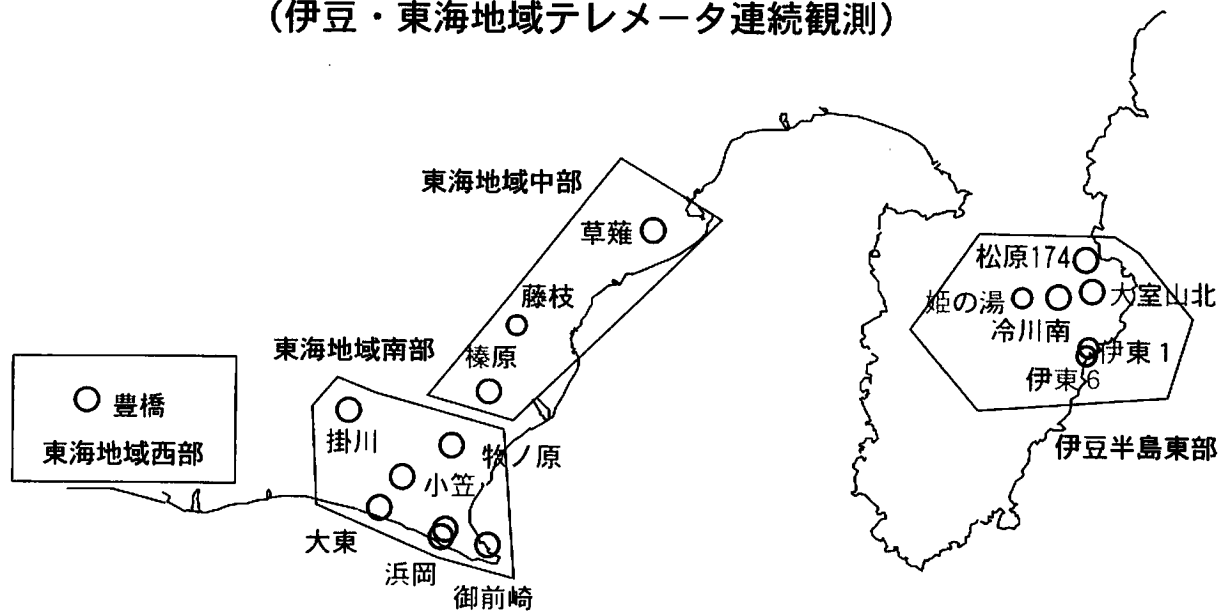 (伊豆・東海地域テレメータ連続観測)
東海地域中部
草薙
藤枝
榛原
東海地域南部
掛川
牧ノ原
小笠
大東
浜岡
御前崎
豊橋
東海地域西部
松原174
姫の湯
大室山北
冷川南
伊東1
伊東6
伊豆半島東部